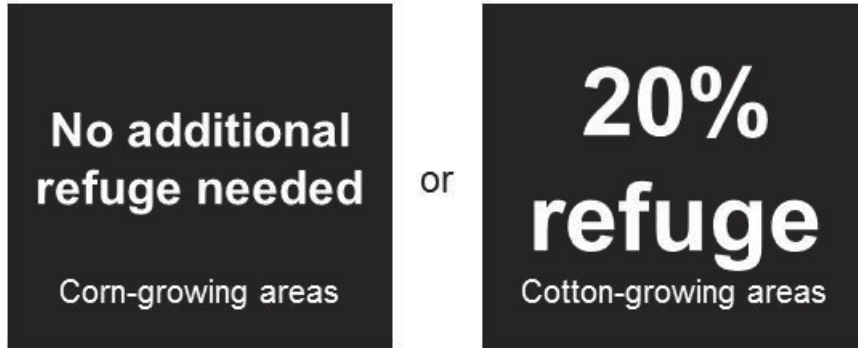 No additional
refuge needed
Corn-growing areas
or
20%
refuge
Cotton-growing areas